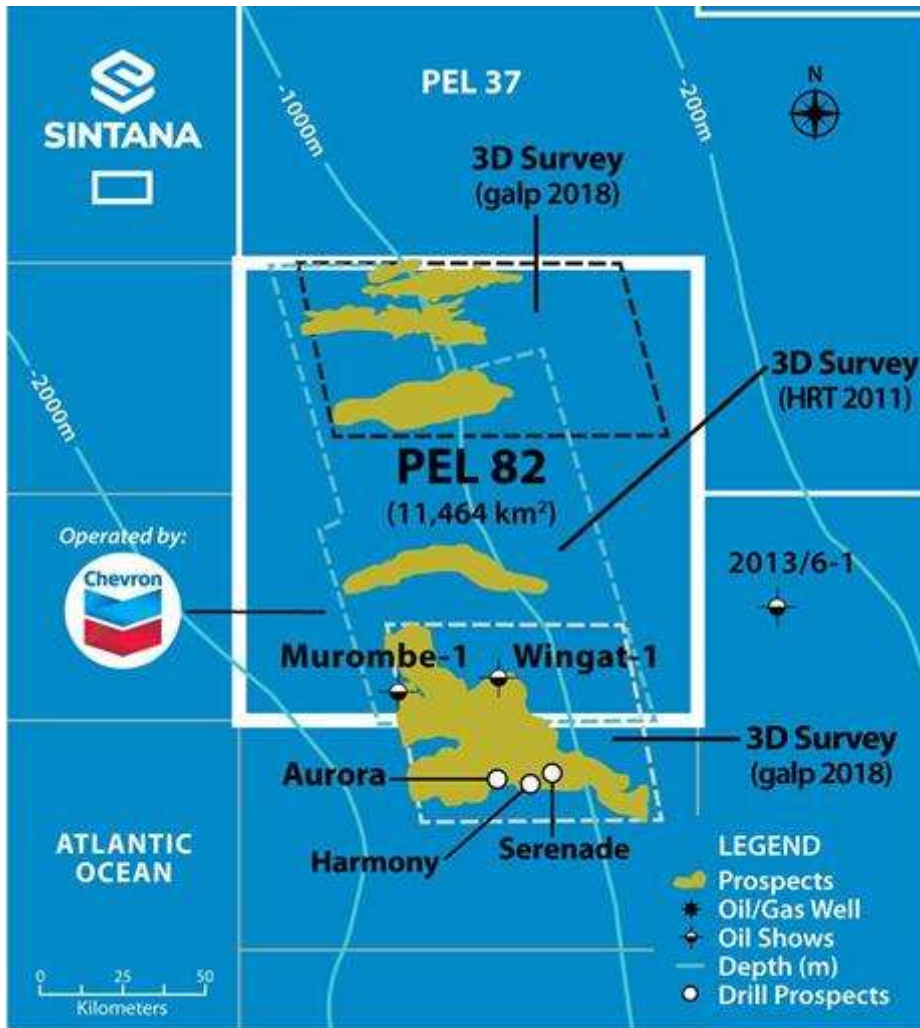 SINTANA
PEL 37
N
-1000m
-200m
3D Survey
(galp 2018)
-2000m
3D Survey
(HRT 2011)
PEL 82
(11,464 km²)
Operated by:
Chevron
2013/6-1
Murombe-1
Wingat-1
3D Survey
(galp 2018)
Aurora
Harmony
Serenade
ATLANTIC
OCEAN
LEGEND
Prospects
Oil/Gas Well
Oil Shows
Depth (m)
Drill Prospects
0 25 50
Kilometers